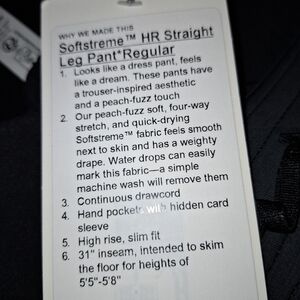 WHY WE MADE THIS
Softstreme™ HR Straight
Leg Pant*Regular
1. Looks like a dress pant, feels
like a dream. These pants have
a trouser-inspired aesthetic
and a peach-fuzz touch
2. Our peach-fuzz soft, four-way
stretch, and quick-drying
Softstreme™ fabric feels smooth
next to skin and has a weighty
drape. Water drops can easily
mark this fabric—a simple
machine wash will remove them
3. Continuous drawcord
4. Hand pockets with hidden card
sleeve
5. High rise, slim fit
6. 31" inseam, intended to skim
the floor for heights of
5'5"-5'8"